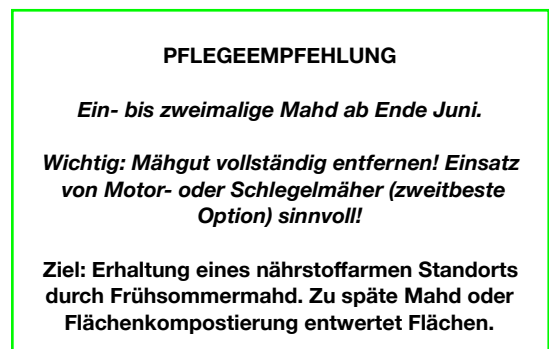 PFLEGEEMPFEHLUNG
Ein- bis zweimalige Mahd ab Ende Juni.
Wichtig: Mähgut vollständig entfernen! Einsatz
von Motor- oder Schlegelmäher (zweitbeste
Option) sinnvoll!
Ziel: Erhaltung eines nährstoffarmen Standorts
durch Frühsommermahd. Zu späte Mahd oder
Flächenkompostierung entwertet Flächen.